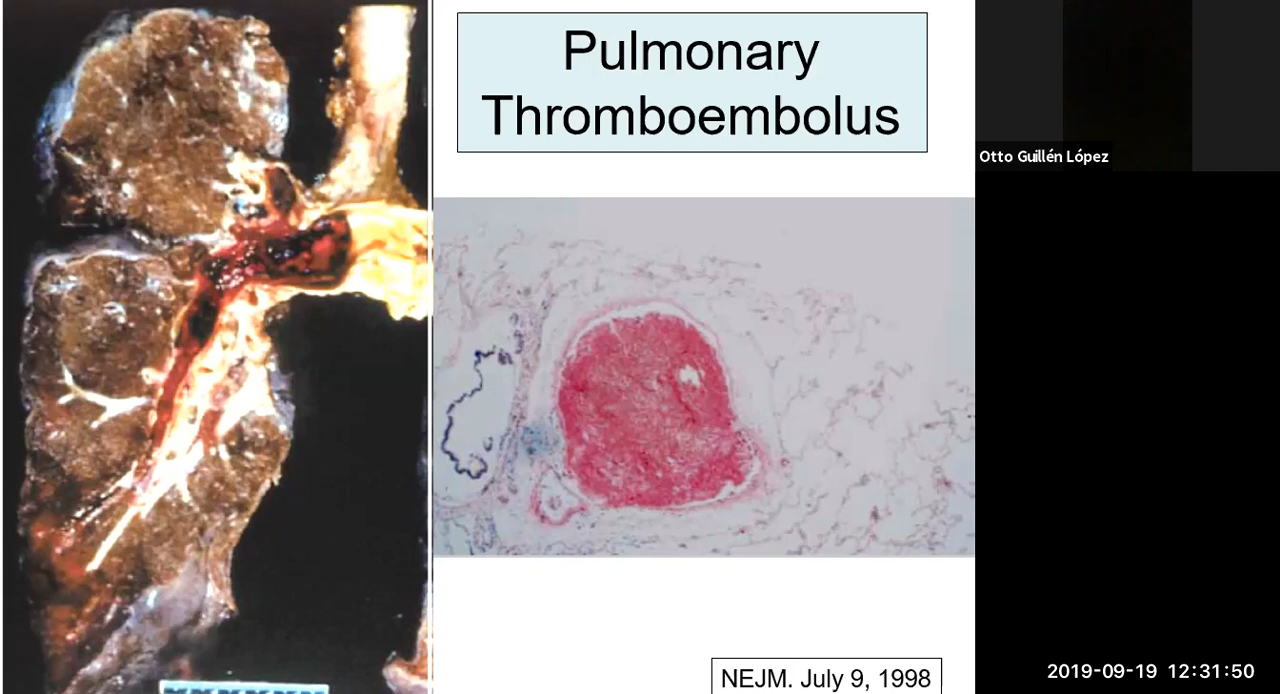 Pulmonary
Thromboembolus
Otto Guillén López
NEJM. July 9, 1998
2019-09-19 12:31:50